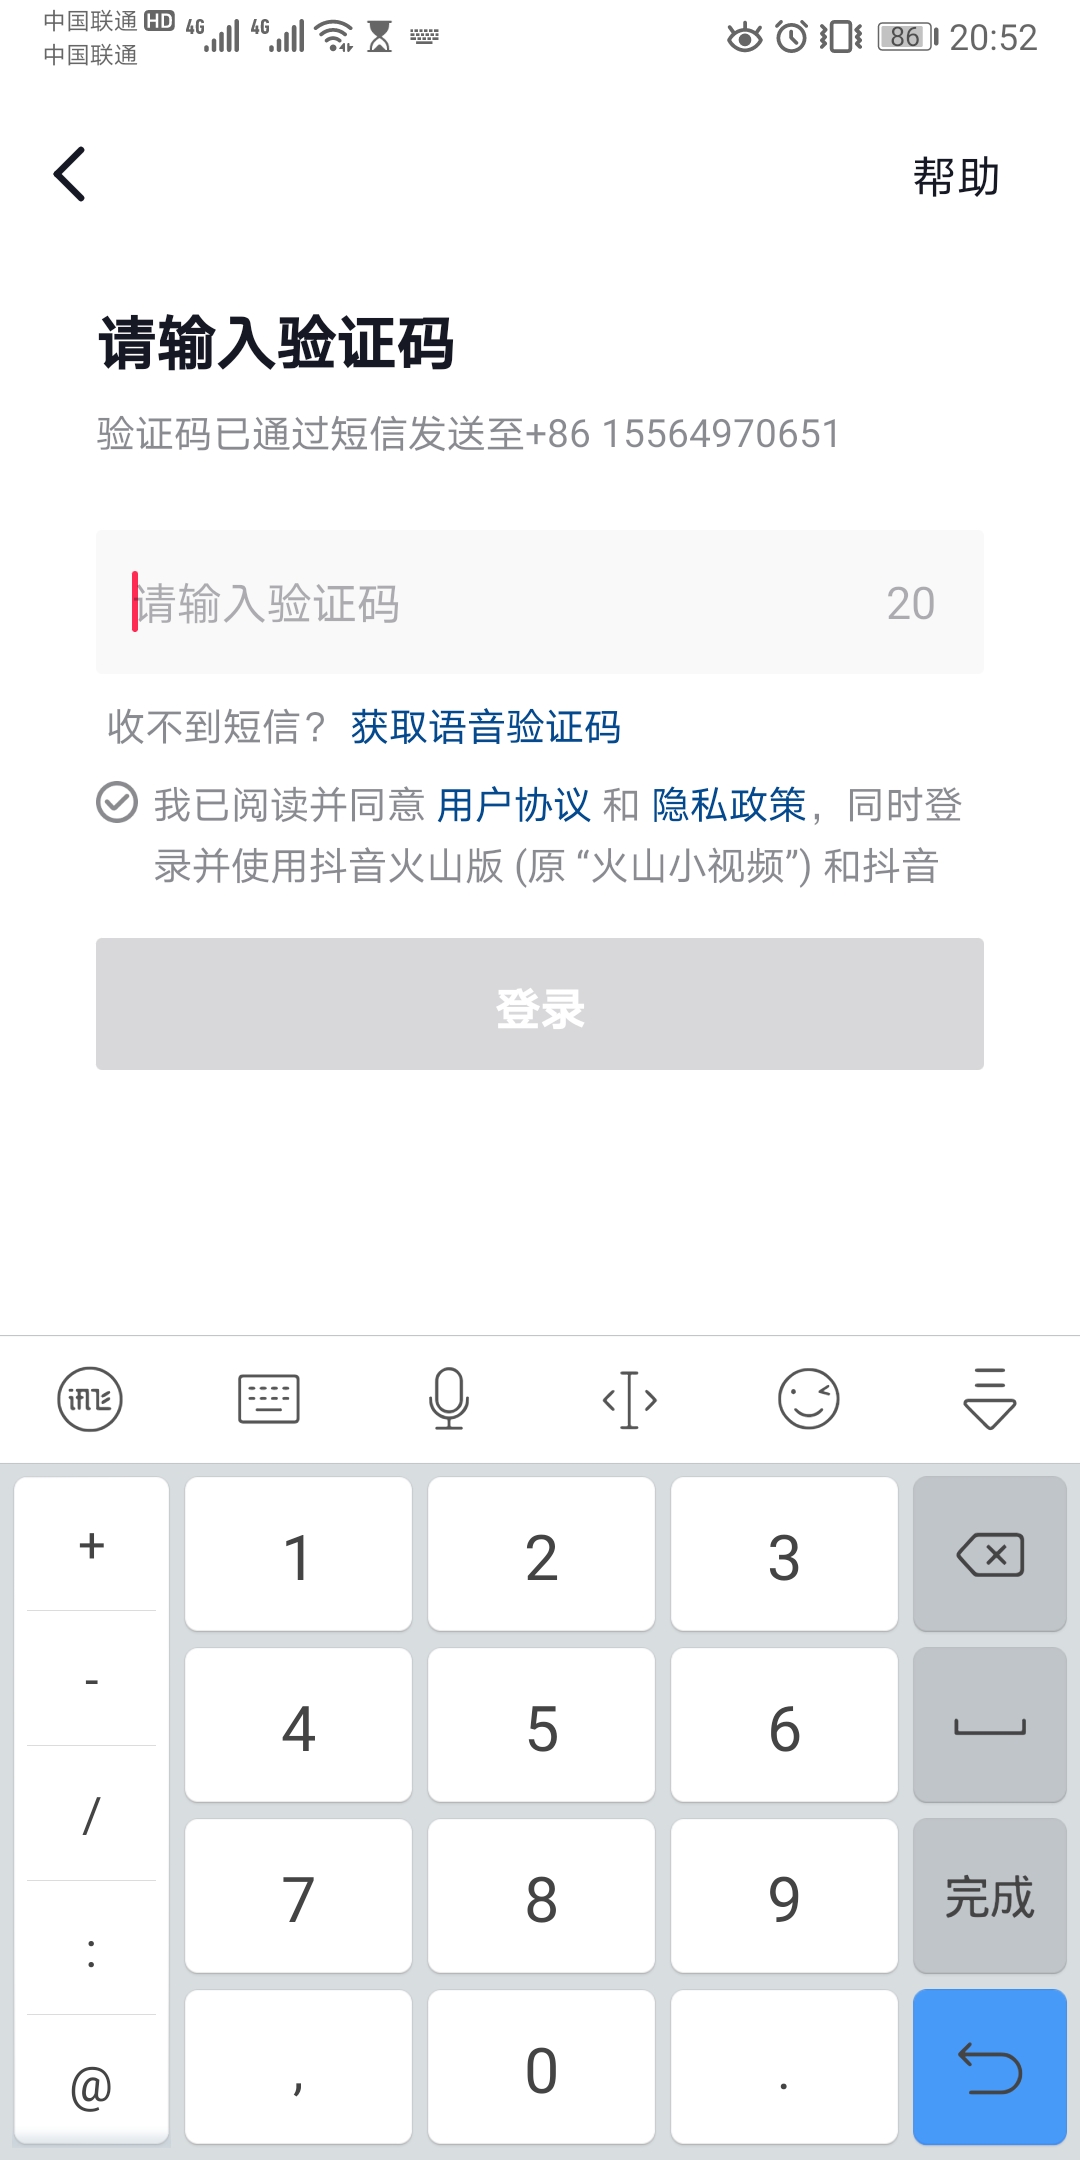 中国联通 HD 4G 4G 86 20:52
中国联通
帮助
请输入验证码
验证码已通过短信发送至+86 15564970651
请输入验证码 20
收不到短信？ 获取语音验证码
我已阅读并同意 用户协议 和 隐私政策，同时登
录并使用抖音火山版 (原 “火山小视频”) 和抖音
登录
+ 1 2 3
- 4 5 6
/ 7 8 9 完成
: , 0 .
@